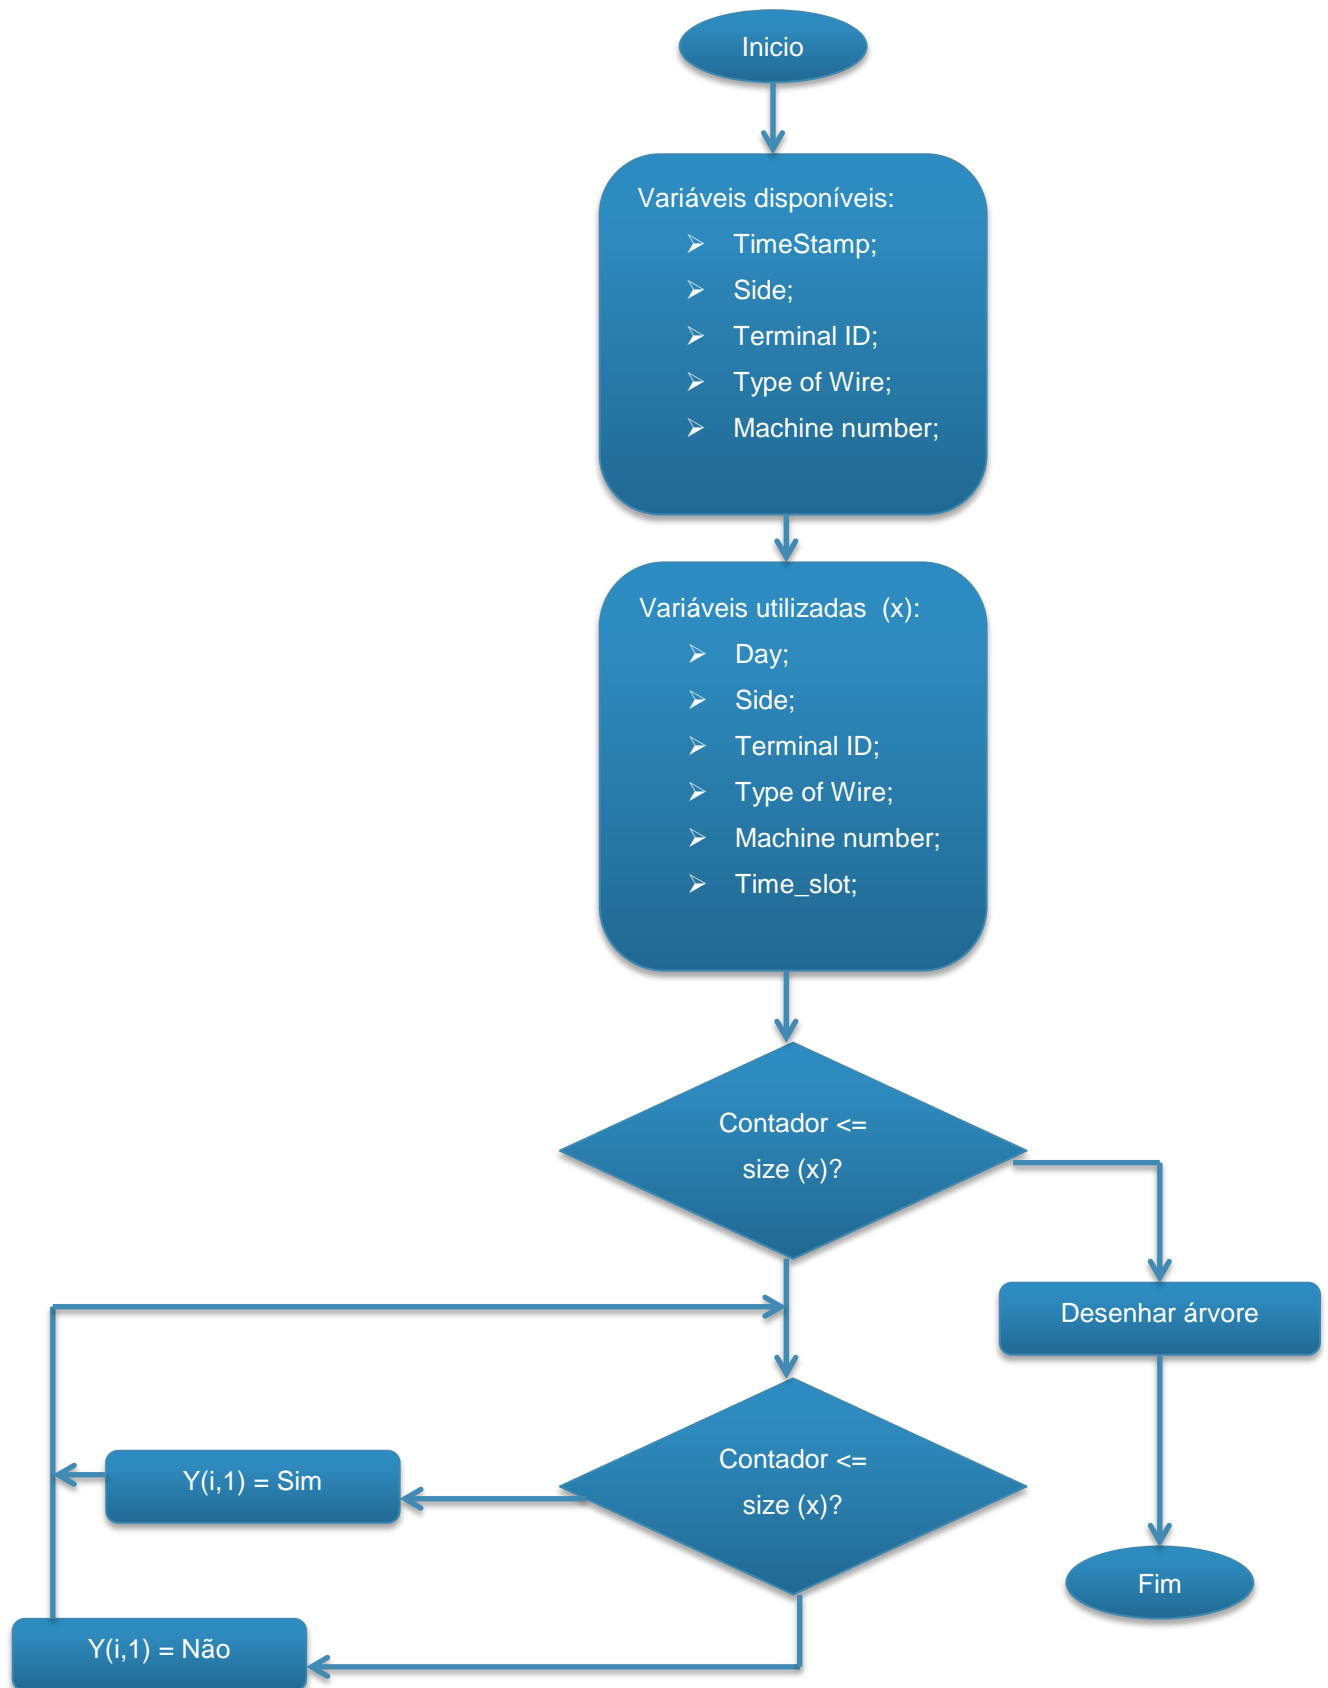 Inicio
Variáveis disponíveis:
➢ TimeStamp;
➢ Side;
➢ Terminal ID;
➢ Type of Wire;
➢ Machine number;
Variáveis utilizadas (x):
➢ Day;
➢ Side;
➢ Terminal ID;
➢ Type of Wire;
➢ Machine number;
➢ Time_slot;
Contador <=
size (x)?
Desenhar árvore
Contador <=
size (x)?
Y(i,1) = Sim
Fim
Y(i,1) = Não